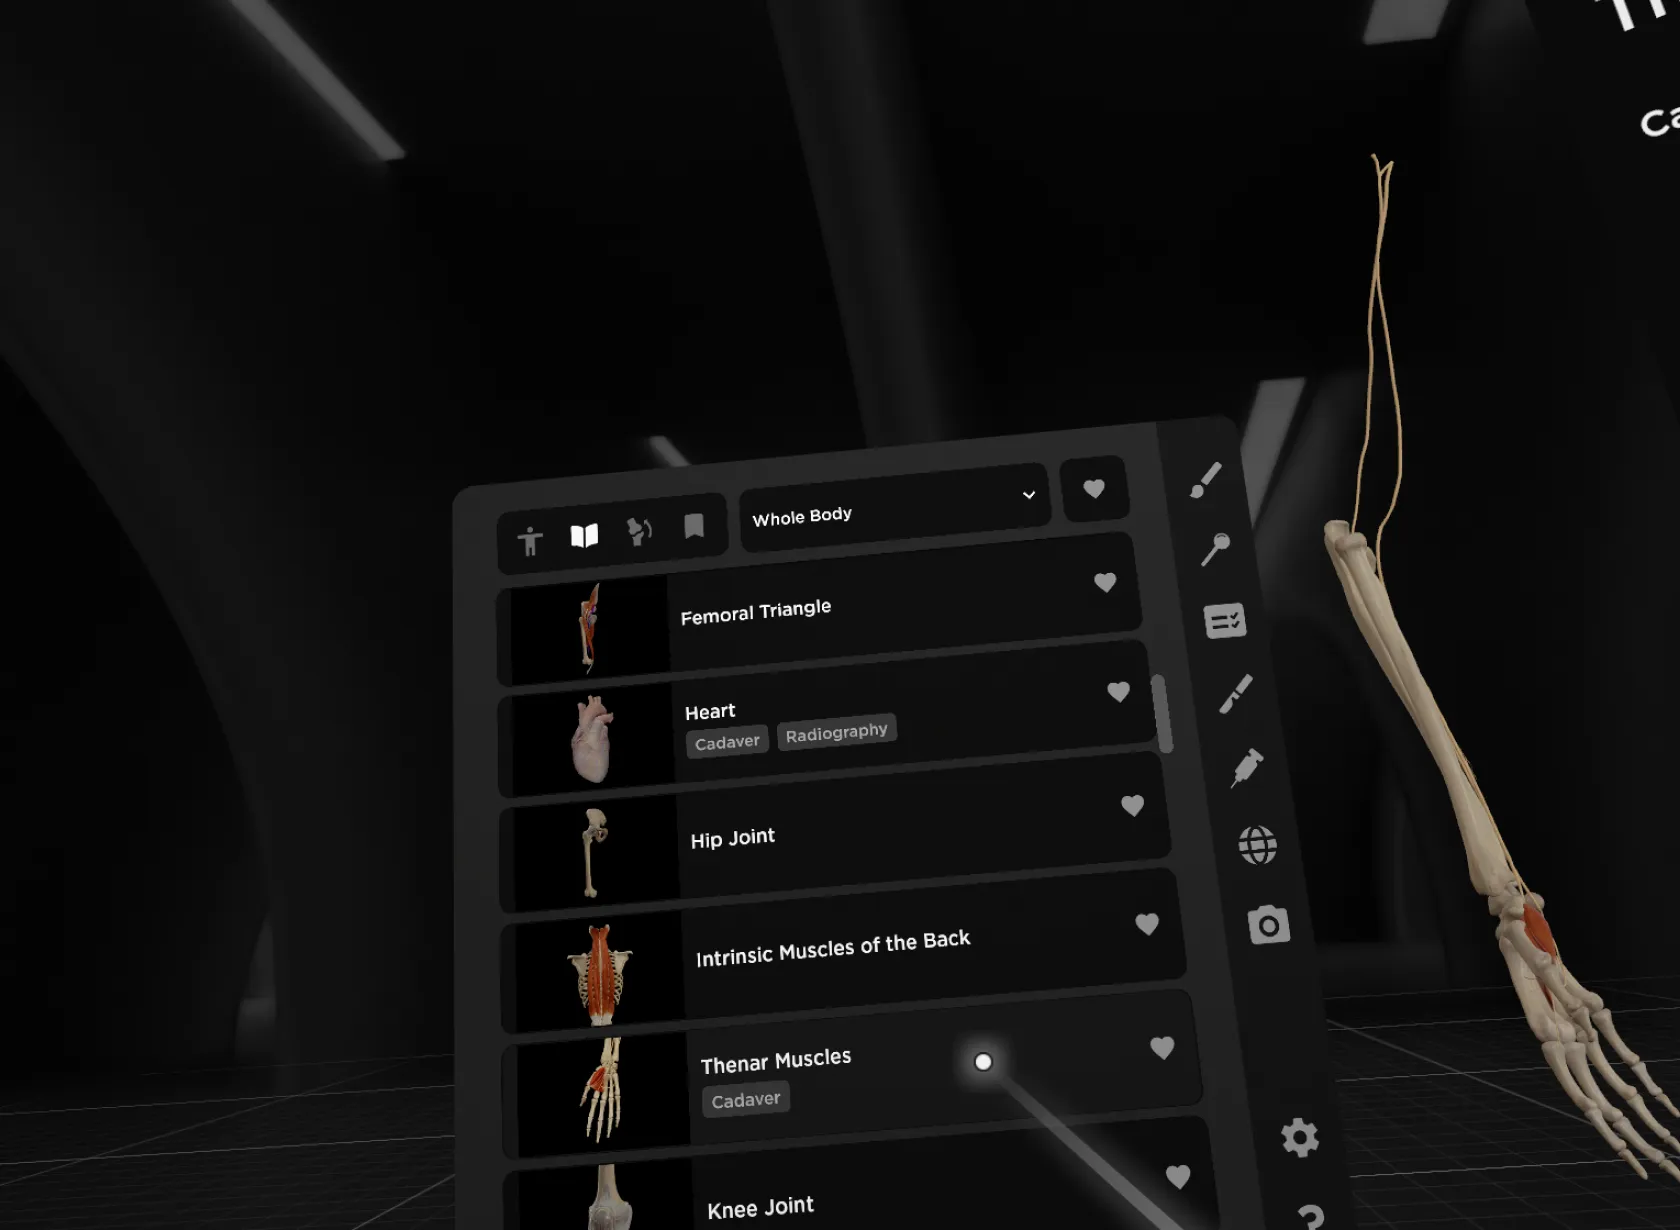 Whole Body
Femoral Triangle
Heart
Cadaver
Radiography
Hip Joint
Intrinsic Muscles of the Back
Thenar Muscles
Cadaver
Knee Joint
?